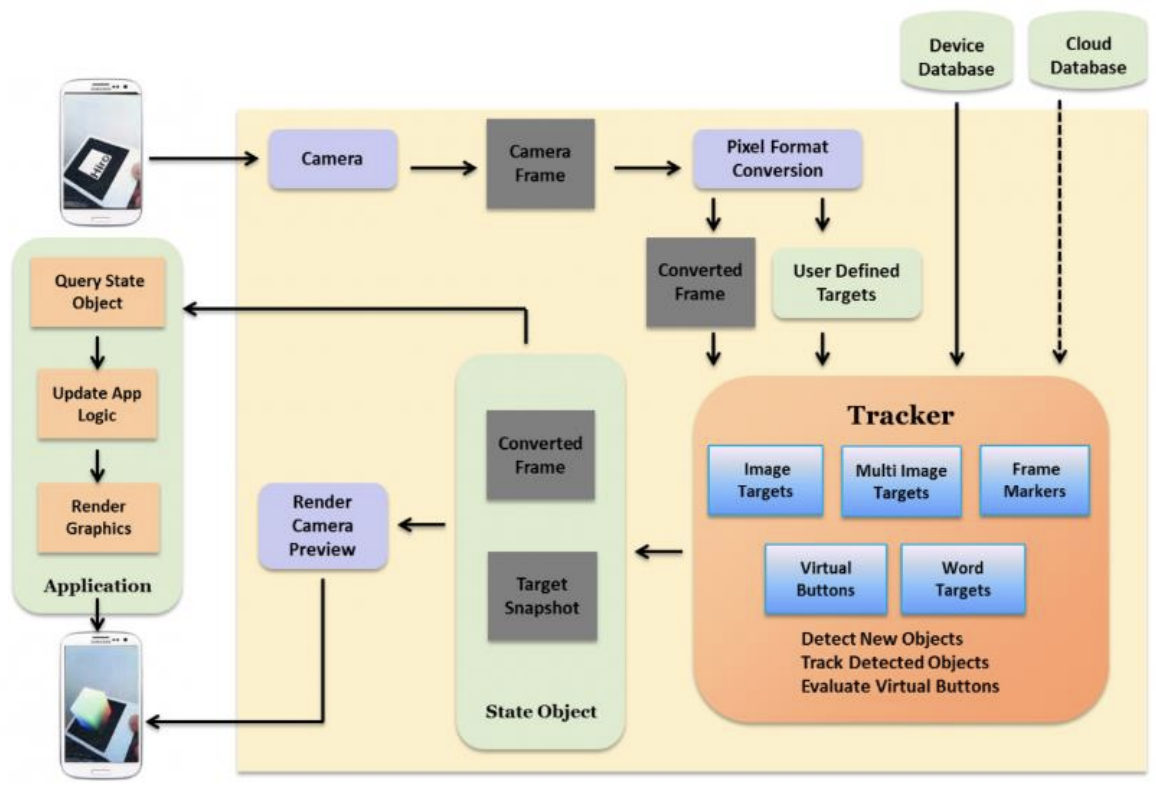 Device
Database
Cloud
Database
Camera
Camera
Frame
Pixel Format
Conversion
Hiro
Converted
Frame
User Defined
Targets
Query State
Object
Update App
Logic
Render
Graphics
Application
Render
Camera
Preview
Converted
Frame
Target
Snapshot
State Object
Tracker
Image
Targets
Multi Image
Targets
Frame
Markers
Virtual
Buttons
Word
Targets
Detect New Objects
Track Detected Objects
Evaluate Virtual Buttons